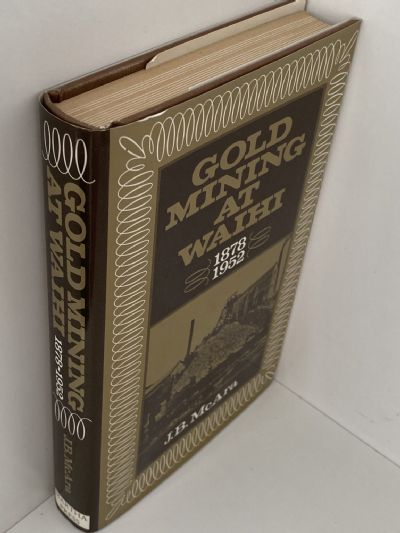 GOLD
MINING
AT
WAIHI
1878
1952
J.B. McAra
GOLD MINING
AT WAIHI
1878-1952
J.B. McAra